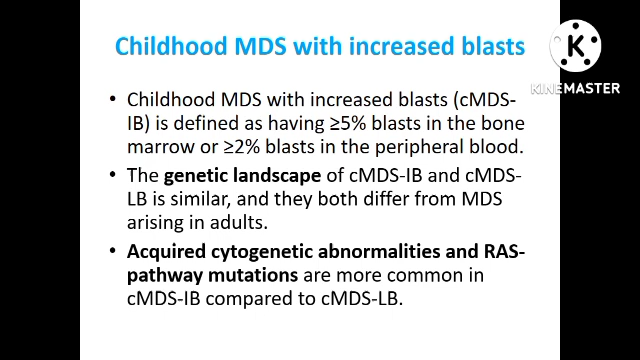 Childhood MDS with increased blasts
K
KINEMASTER
• Childhood MDS with increased blasts (cMDS-
IB) is defined as having ≥5% blasts in the bone
marrow or ≥2% blasts in the peripheral blood.
• The genetic landscape of cMDS-IB and cMDS-
LB is similar, and they both differ from MDS
arising in adults.
• Acquired cytogenetic abnormalities and RAS-
pathway mutations are more common in
cMDS-IB compared to cMDS-LB.